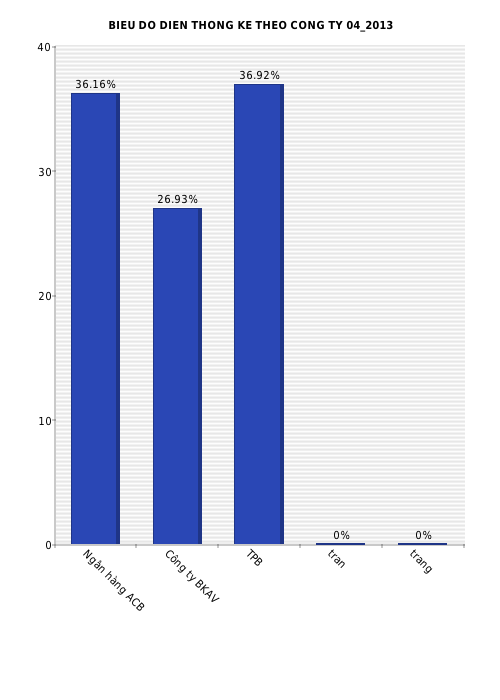 BIEU DO DIEN THONG KE THEO CONG TY 04_2013
40
36.92%
36.16%
30
26.93%
20
10
0% 0%
0
Ngân hàng ACB
Công ty BKAV
TPB
tran
trang